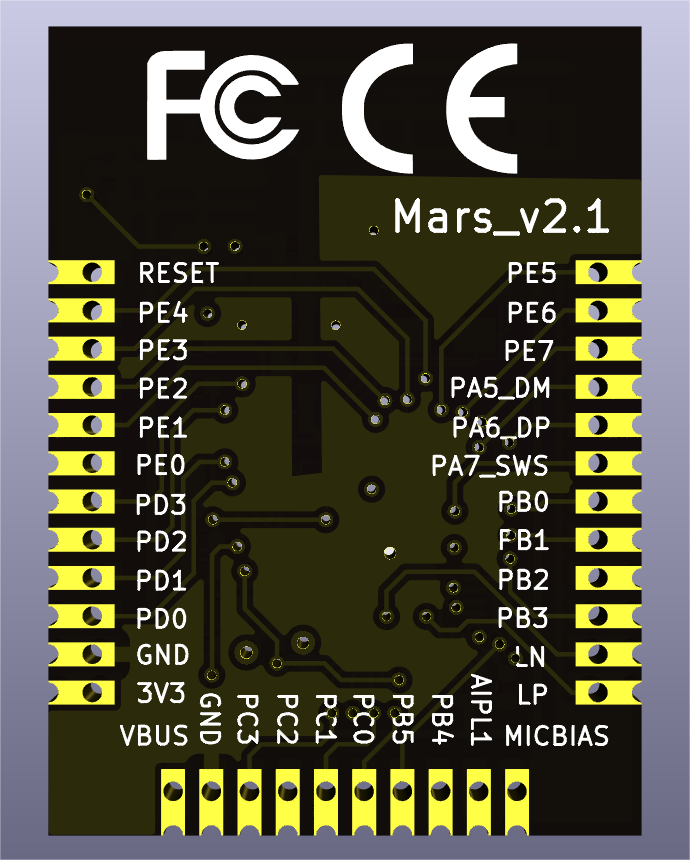 FC CE
Mars_v2.1
RESET PE5
PE4 PE6
PE3 PE7
PE2 PA5_DM
PE1 PA6_DP
PE0 PA7_SWS
PD3 PB0
PD2 PB1
PD1 PB2
PD0 PB3
GND LN
3V3 LP
VBUS GND PC3 PC2 PC1 PC0 PB5 PB4 AIPL1 MICBIAS